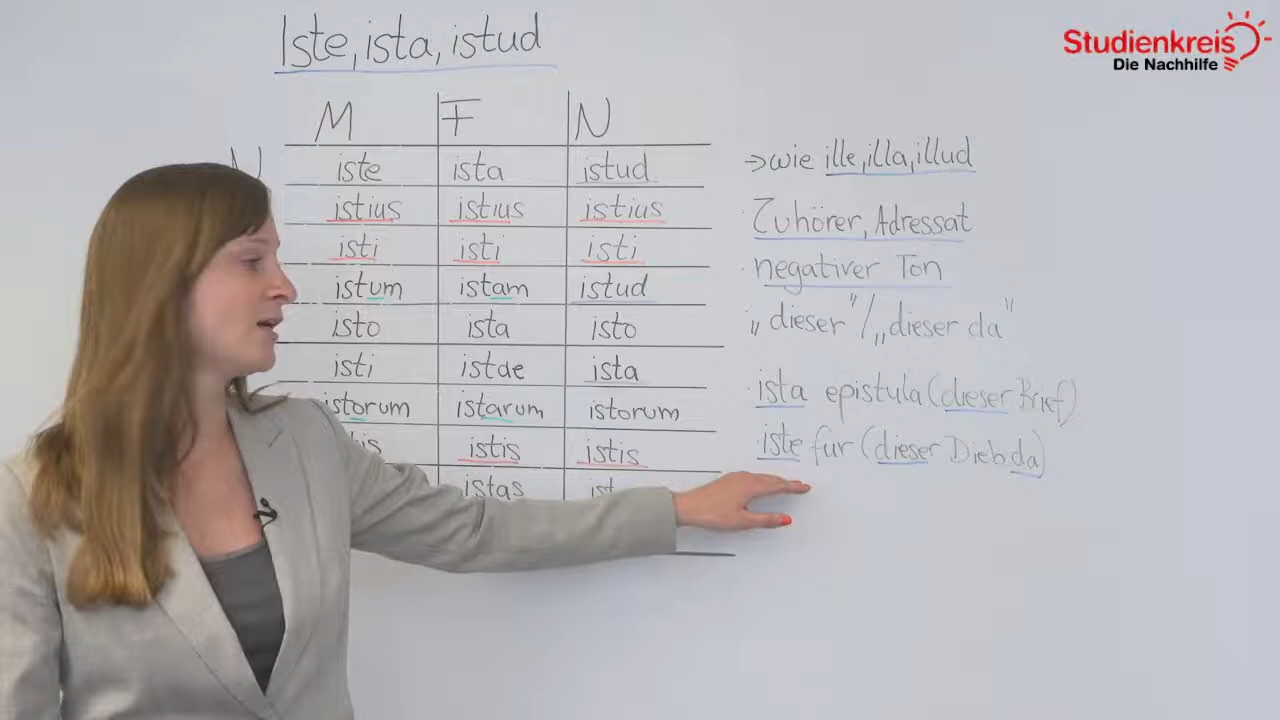 Iste, ista, istud
Studienkreis
Die Nachhilfe
M F N
N iste ista istud
istius istius istius
isti isti isti
istum istam istud
isto ista isto
isti istae ista
istorum istarum istorum
istis istis
istas
→ wie ille, illa, illud
· Zuhörer, Adressat
· negativer Ton
„dieser"/„dieser da"
· ista epistula (dieser Brief)
· iste fur (dieser Dieb da)